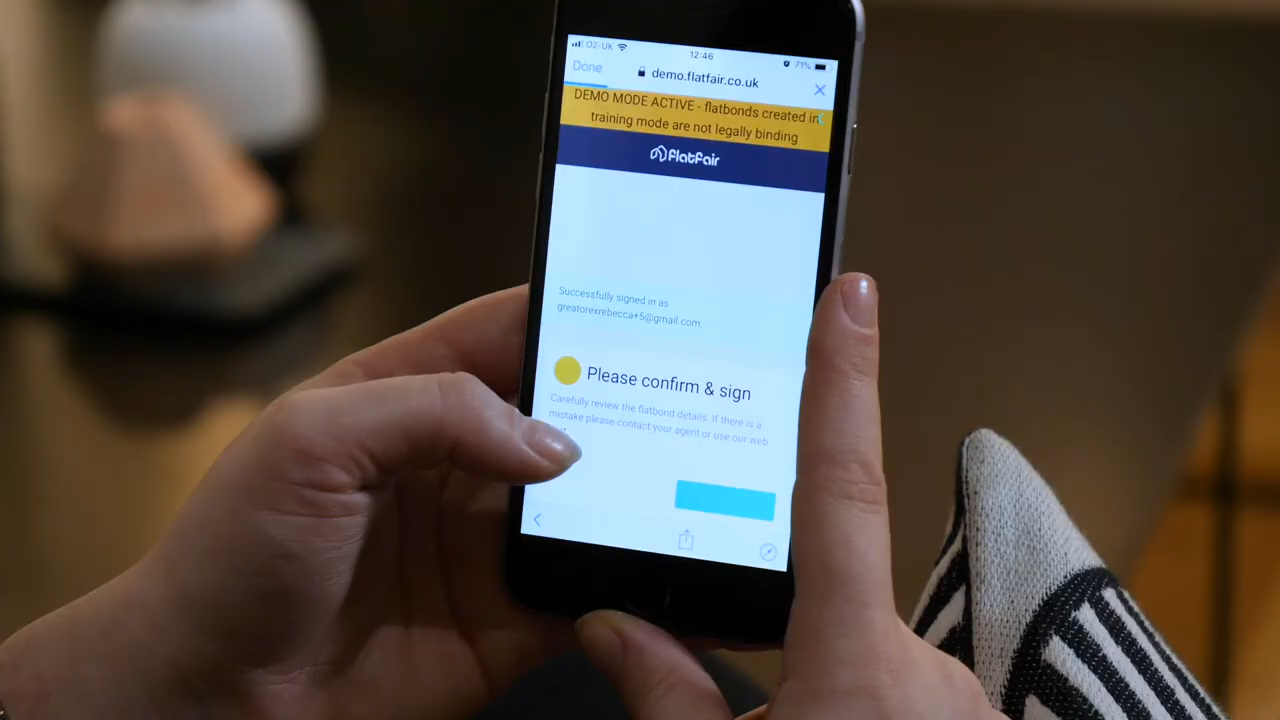 O2-UK
12:46
71%
Done
demo.flatfair.co.uk
DEMO MODE ACTIVE - flatbonds created in
training mode are not legally binding
flatfair
Successfully signed in as
greatorexrebecca+5@gmail.com.
Please confirm & sign
Carefully review the flatbond details. If there is a
mistake please contact your agent or use our web